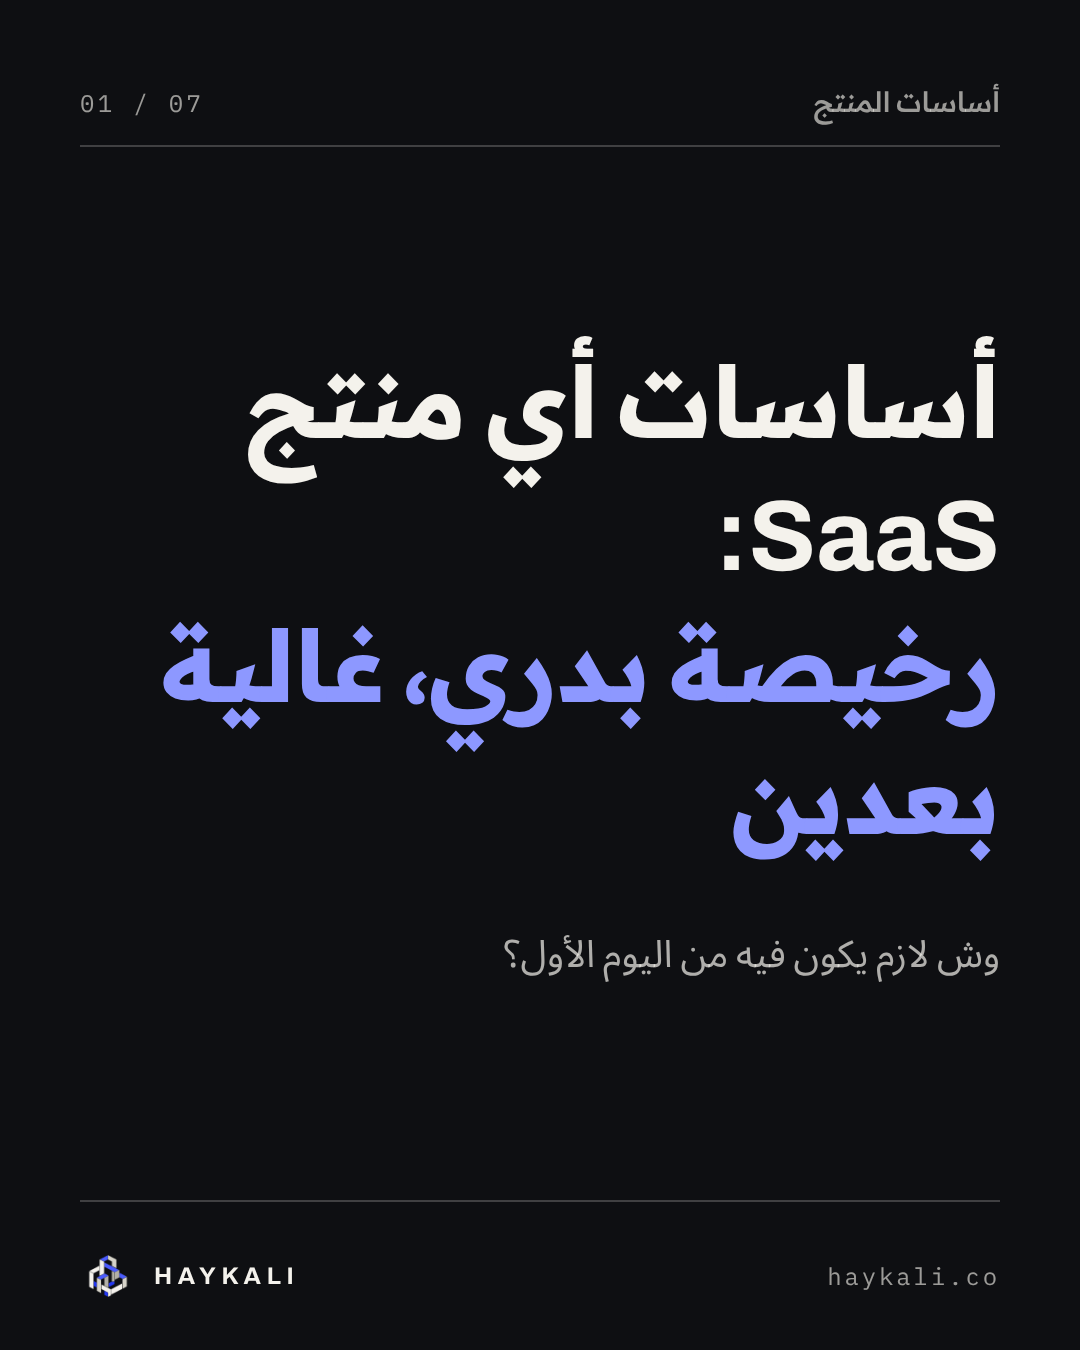 أساسات المنتج
01 / 07
أساسات أي منتج
SaaS:
رخيصة بدري، غالية
بعدين
وش لازم يكون فيه من اليوم الأول؟
HAYKALI
haykali.co